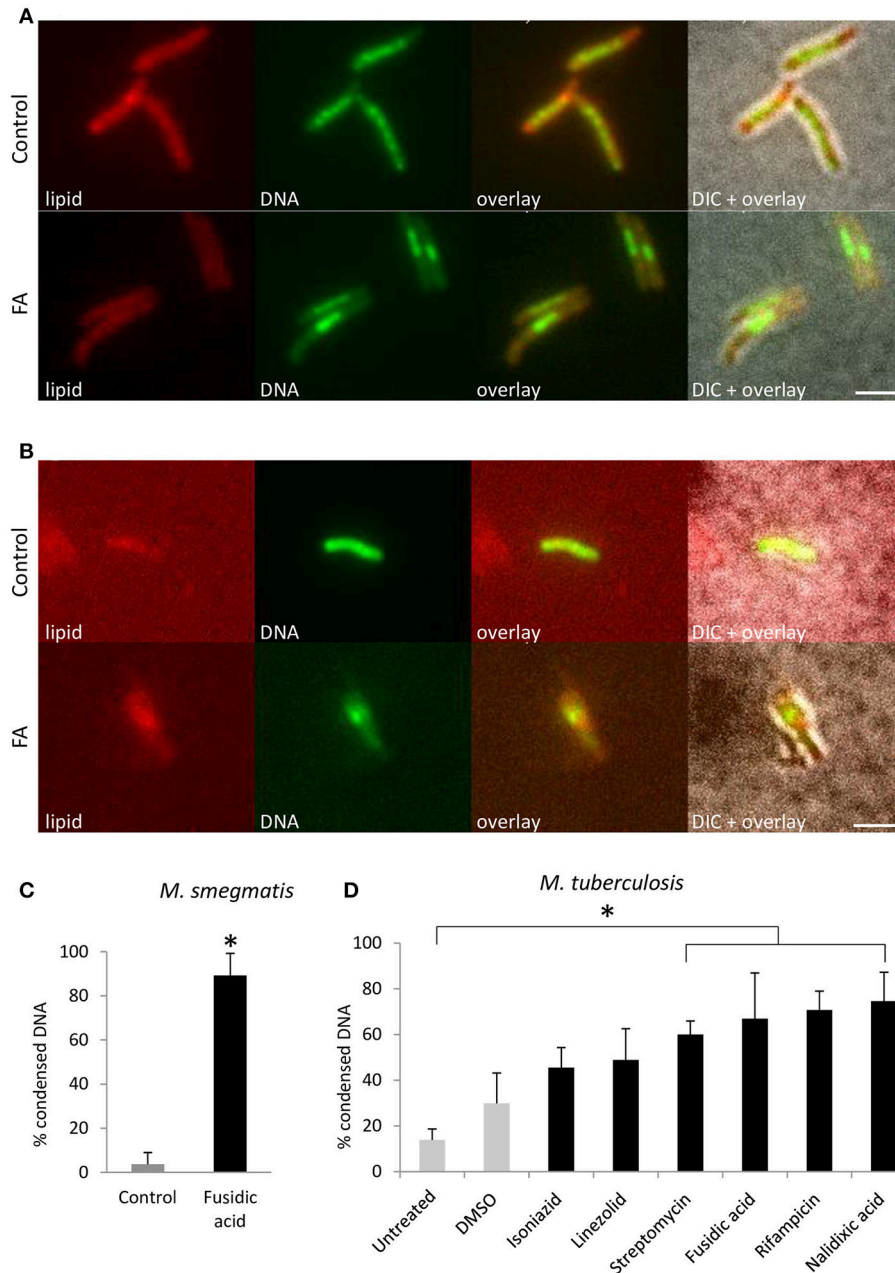 A
Control
lipid
DNA
overlay
DIC + overlay
FA
lipid
DNA
overlay
DIC + overlay
B
Control
lipid
DNA
overlay
DIC + overlay
FA
lipid
DNA
overlay
DIC + overlay
C
M. smegmatis
% condensed DNA
100
80
60
40
20
0
*
Control
Fusidic
acid
D
M. tuberculosis
*
% condensed DNA
100
80
60
40
20
0
Untreated
DMSO
Isoniazid
Linezolid
Streptomycin
Fusidic acid
Rifampicin
Nalidixic acid